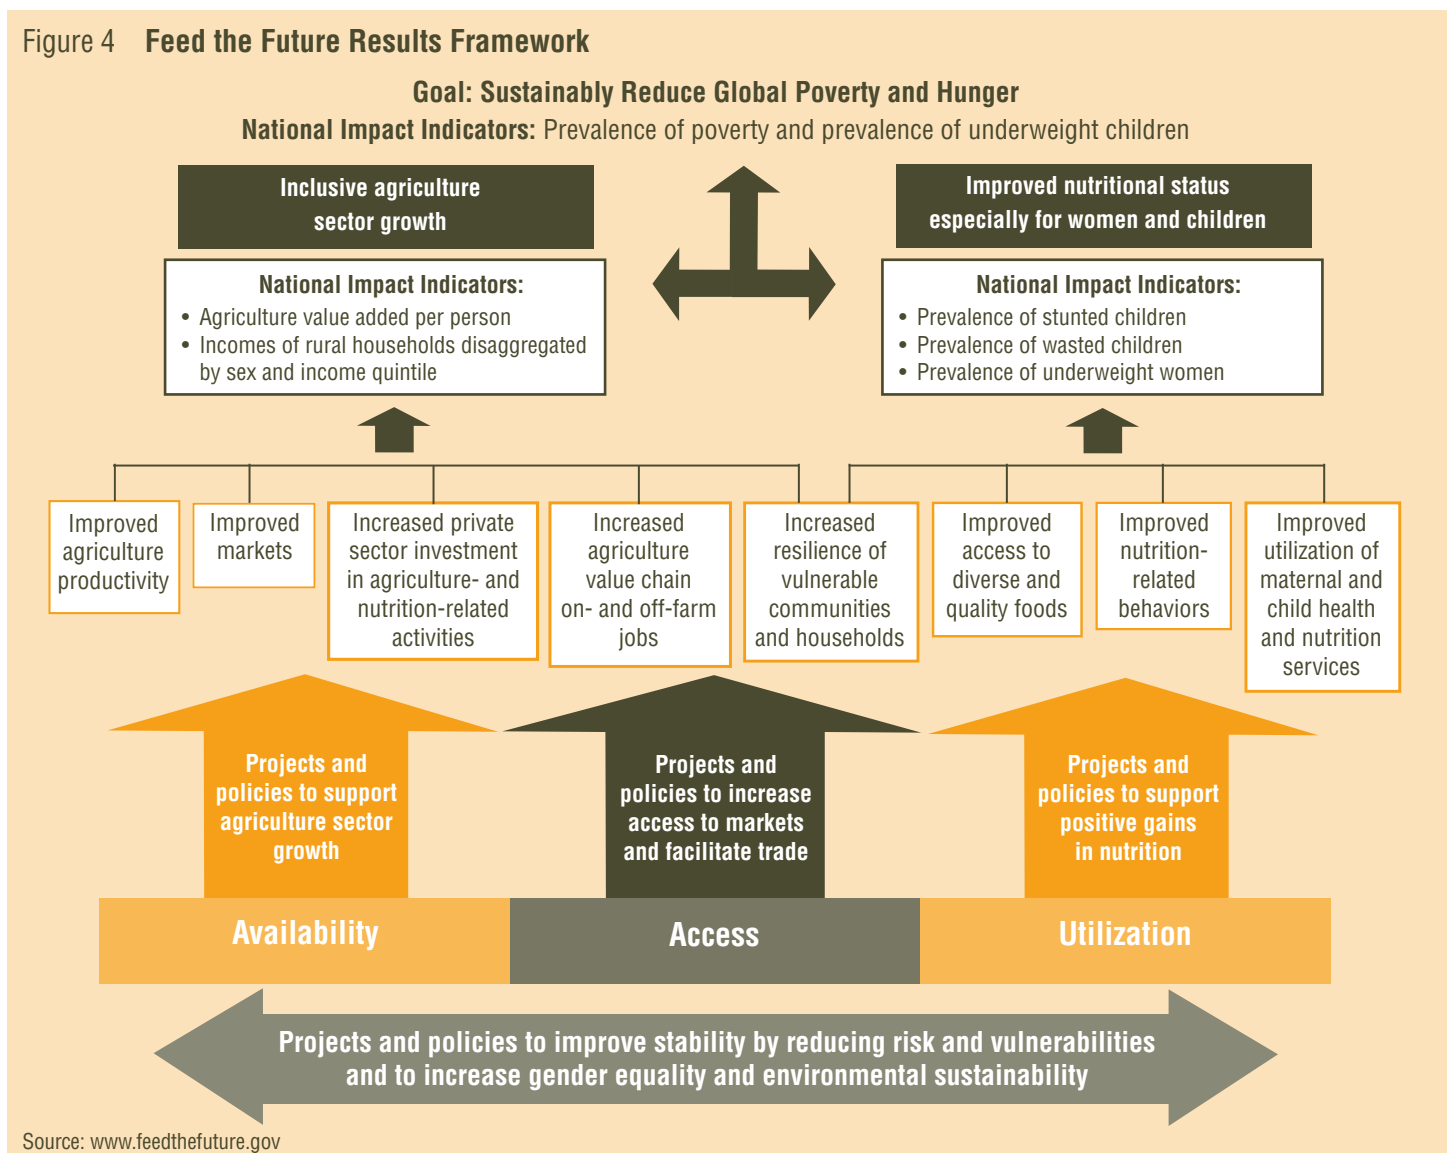 Figure 4 Feed the Future Results Framework
Goal: Sustainably Reduce Global Poverty and Hunger
National Impact Indicators: Prevalence of poverty and prevalence of underweight children
Inclusive agriculture
sector growth
National Impact Indicators:
• Agriculture value added per person
• Incomes of rural households disaggregated
by sex and income quintile
Improved nutritional status
especially for women and children
National Impact Indicators:
• Prevalence of stunted children
• Prevalence of wasted children
• Prevalence of underweight women
Improved
agriculture
productivity
Improved
markets
Increased private
sector investment
in agriculture- and
nutrition-related
activities
Increased
agriculture
value chain
on- and off-farm
jobs
Increased
resilience of
vulnerable
communities
and households
Improved
access to
diverse and
quality foods
Improved
nutrition-
related
behaviors
Improved
utilization of
maternal and
child health
and nutrition
services
Projects and
policies to support
agriculture sector
growth
Projects and
policies to increase
access to markets
and facilitate trade
Projects and
policies to support
positive gains
in nutrition
Availability
Access
Utilization
Projects and policies to improve stability by reducing risk and vulnerabilities
and to increase gender equality and environmental sustainability
Source: www.feedthefuture.gov